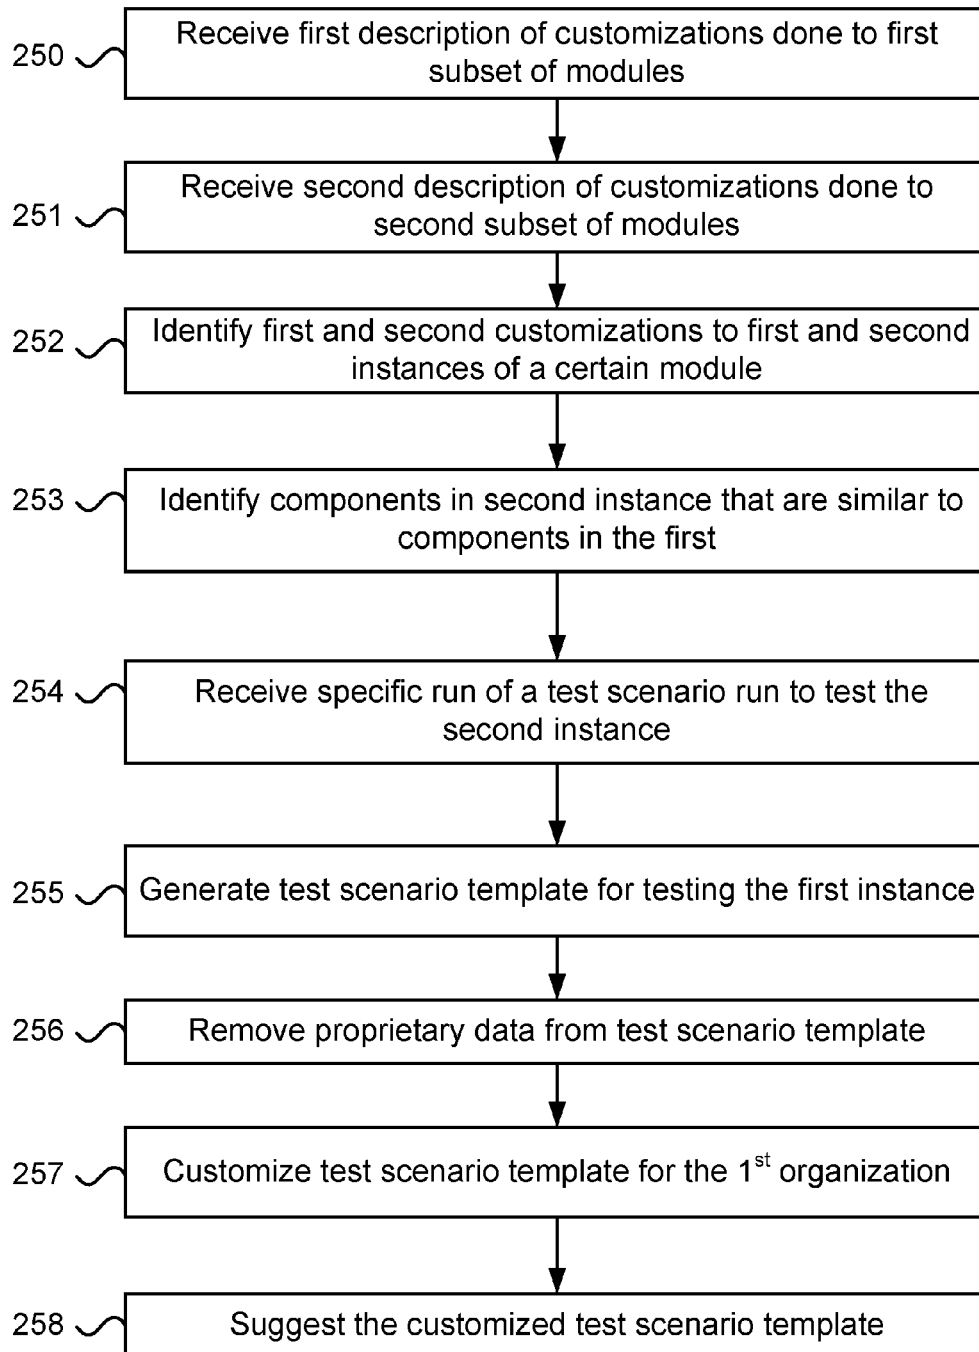 250
Receive first description of customizations done to first
subset of modules
251
Receive second description of customizations done to
second subset of modules
252
Identify first and second customizations to first and second
instances of a certain module
253
Identify components in second instance that are similar to
components in the first
254
Receive specific run of a test scenario run to test the
second instance
255
Generate test scenario template for testing the first instance
256
Remove proprietary data from test scenario template
257
Customize test scenario template for the 1st organization
258
Suggest the customized test scenario template